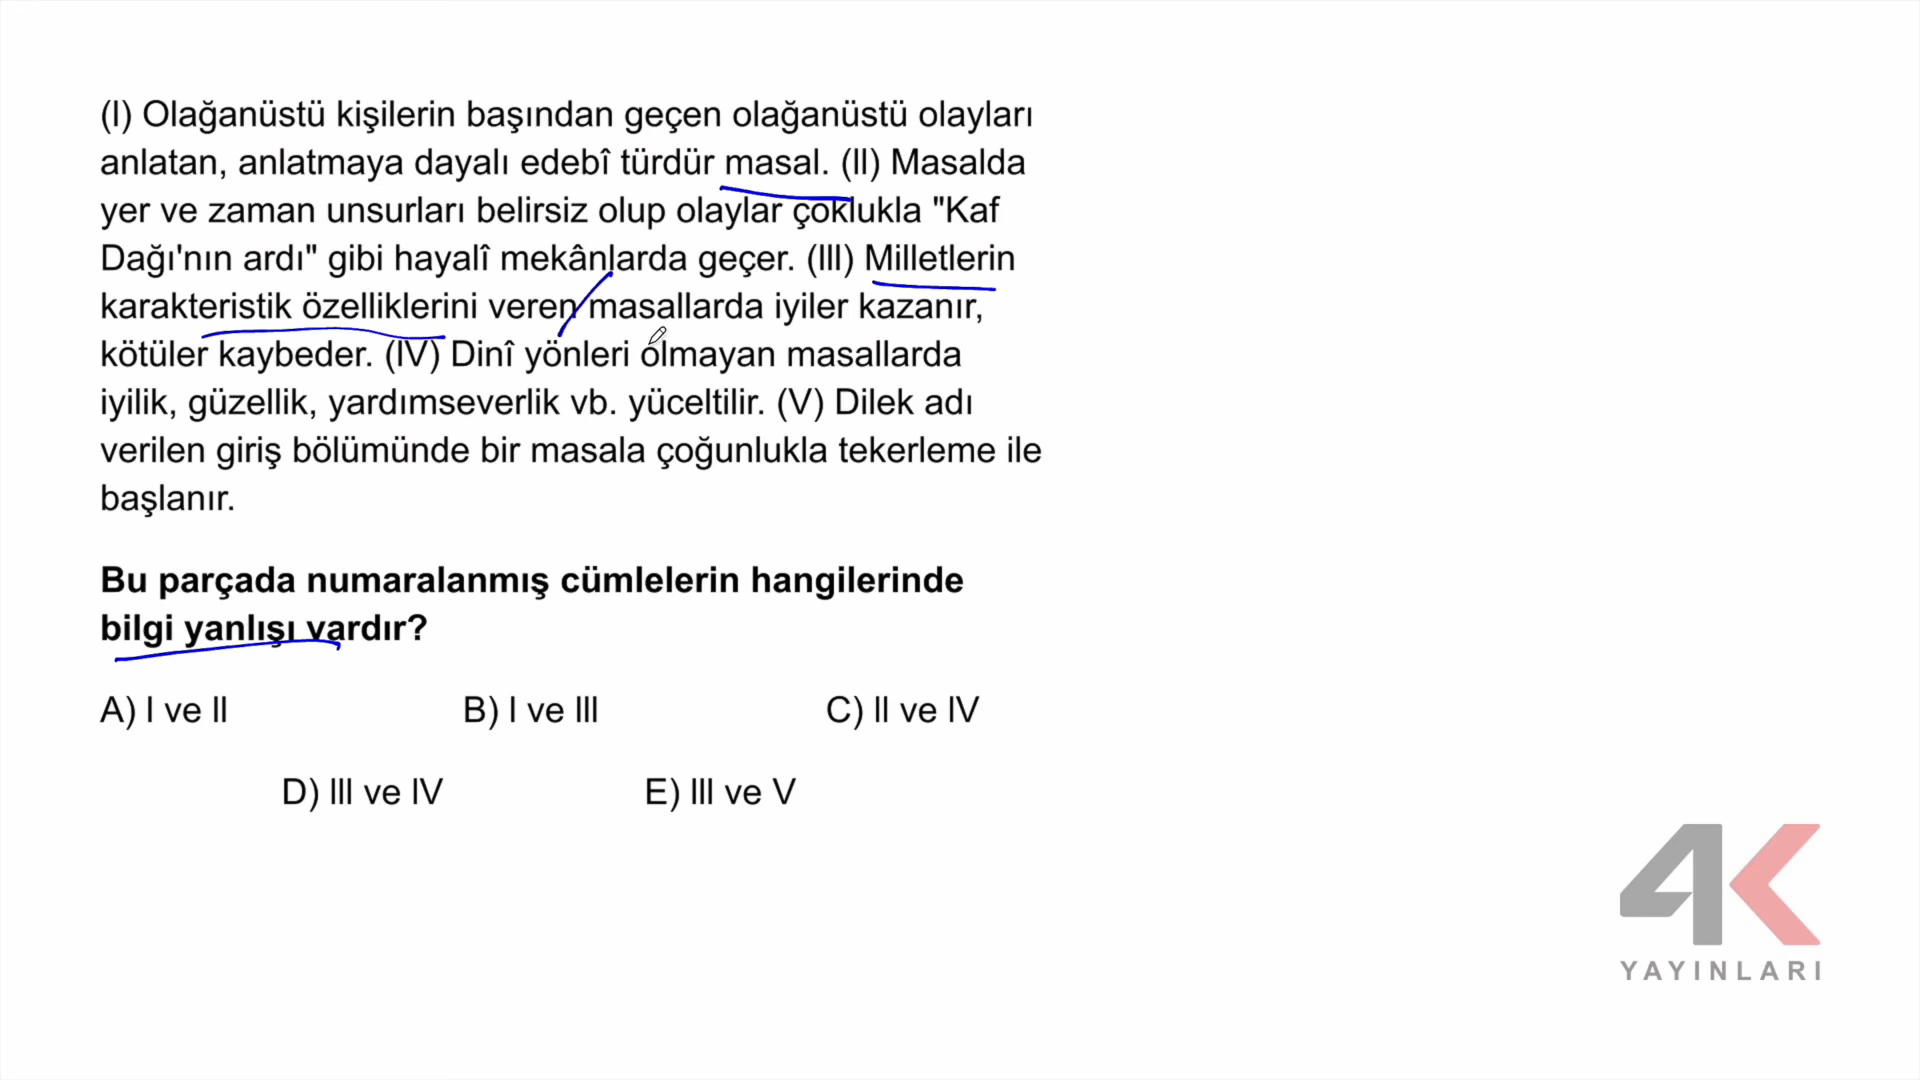 (I) Olağanüstü kişilerin başından geçen olağanüstü olayları
anlatan, anlatmaya dayalı edebî türdür masal. (II) Masalda
yer ve zaman unsurları belirsiz olup olaylar çoklukla "Kaf
Dağı'nın ardı" gibi hayalî mekânlarda geçer. (III) Milletlerin
karakteristik özelliklerini veren masallarda iyiler kazanır,
kötüler kaybeder. (IV) Dinî yönleri olmayan masallarda
iyilik, güzellik, yardımseverlik vb. yüceltilir. (V) Dilek adı
verilen giriş bölümünde bir masala çoğunlukla tekerleme ile
başlanır.
Bu parçada numaralanmış cümlelerin hangilerinde
bilgi yanlışı vardır?
A) I ve II B) I ve III C) II ve IV
D) III ve IV E) III ve V
4K
YAYINLARI